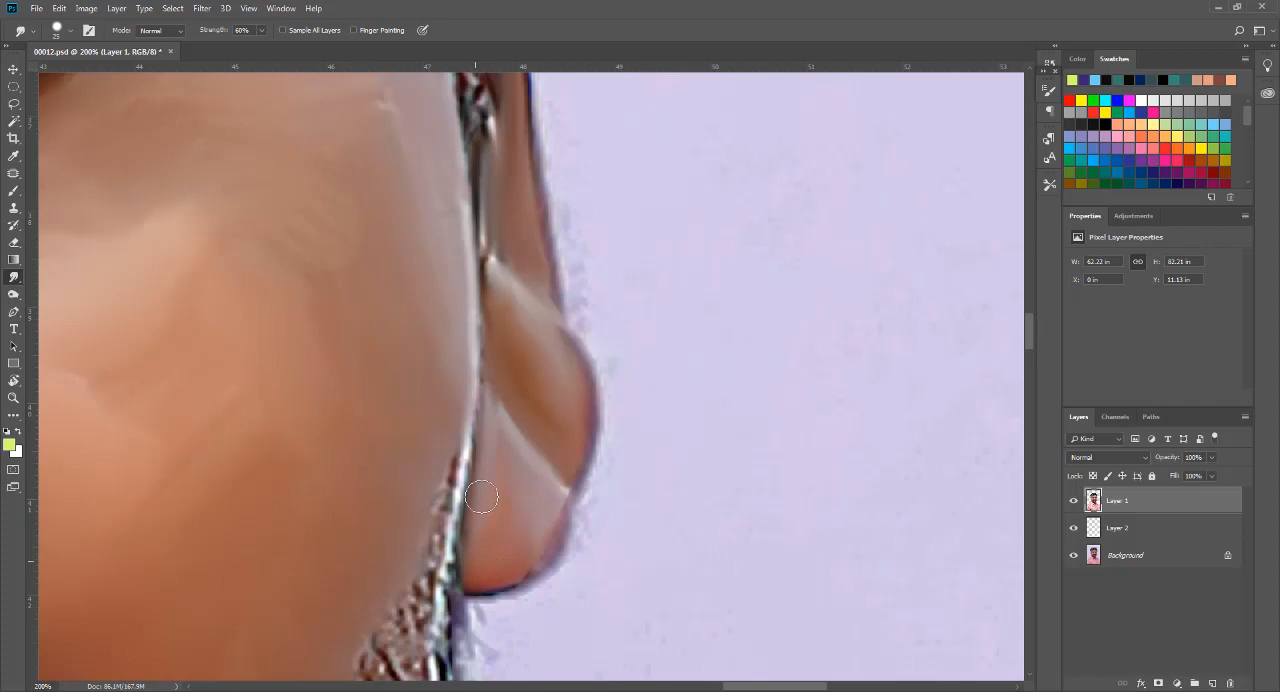 Ps File Edit Image Layer Type Select Filter 3D View Window Help
25 Mode: Normal Strength: 60% Sample All Layers Finger Painting
00012.psd @ 200% (Layer 1, RGB/8) *
43 44 45 46 47 48 49 50 51 52
Color Swatches
Properties Adjustments
Pixel Layer Properties
W: 62.22 in H: 82.21 in
X: 0 in Y: 11.13 in
Layers Channels Paths
Kind
Normal Opacity: 100%
Lock: Fill: 100%
Layer 1
Layer 2
Background
200% Doc: 86.1M/167.9M